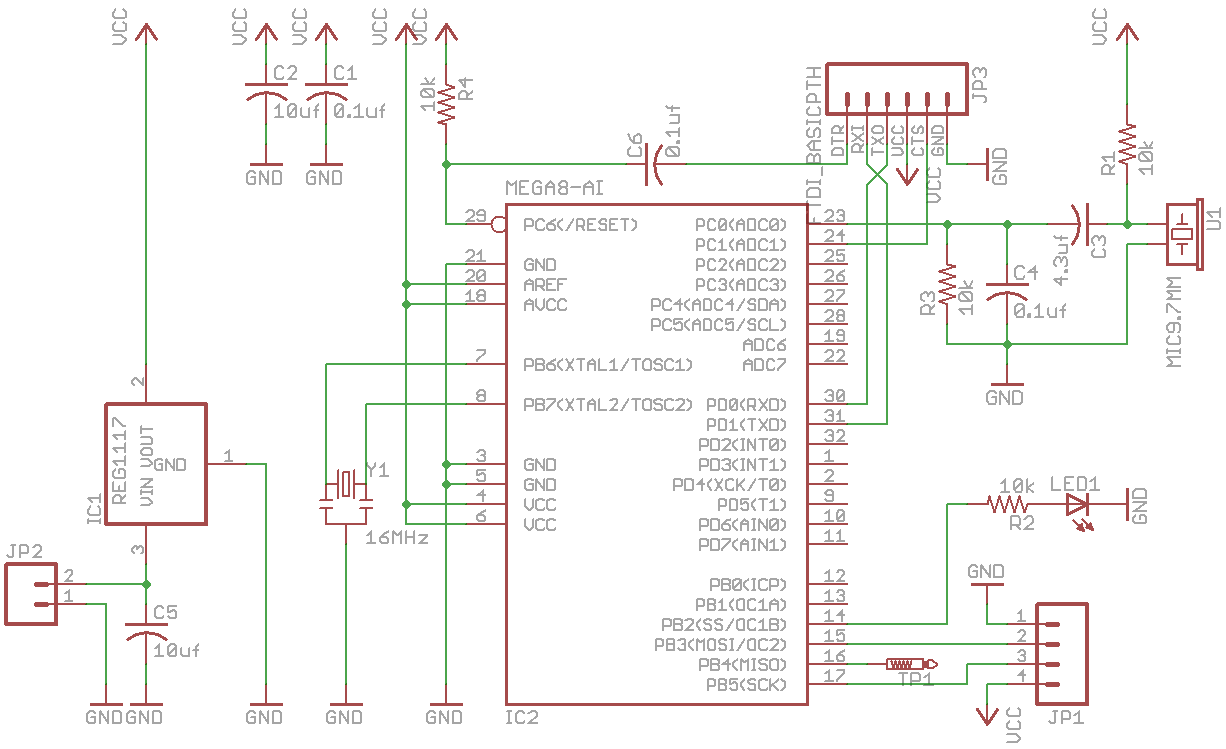 VCC
VCC
VCC
VCC
VCC
VCC
C2
10uf
C1
0.1uf
10k
R4
GND
GND
C6
0.1uf
FTDI_BASICPTH
JP3
DTR
RXI
TXO
VCC
CTS
GND
GND
VCC
R1
10k
U1
MIC9.7MM
4.3uf
C3
R3
10k
C4
0.1uf
GND
MEGA8-AI
29 PC6(/RESET)
21 GND
20 AREF
18 AVCC
7 PB6(XTAL1/TOSC1)
8 PB7(XTAL2/TOSC2)
3 GND
5 GND
4 VCC
6 VCC
PC0(ADC0) 23
PC1(ADC1) 24
PC2(ADC2) 25
PC3(ADC3) 26
PC4(ADC4/SDA) 27
PC5(ADC5/SCL) 28
ADC6 19
ADC7 22
PD0(RXD) 30
PD1(TXD) 31
PD2(INT0) 32
PD3(INT1) 1
PD4(XCK/T0) 2
PD5(T1) 9
PD6(AIN0) 10
PD7(AIN1) 11
PB0(ICP) 12
PB1(OC1A) 13
PB2(SS/OC1B) 14
PB3(MOSI/OC2) 15
PB4(MISO) 16
PB5(SCK) 17
IC2
2
REG1117
VIN VOUT
GND
1
IC1
3
JP2
2
1
C5
10uf
GND
GND
GND
Y1
16MHz
GND
GND
10k
R2
LED1
GND
TP1
GND
1
2
3
4
JP1
VCC